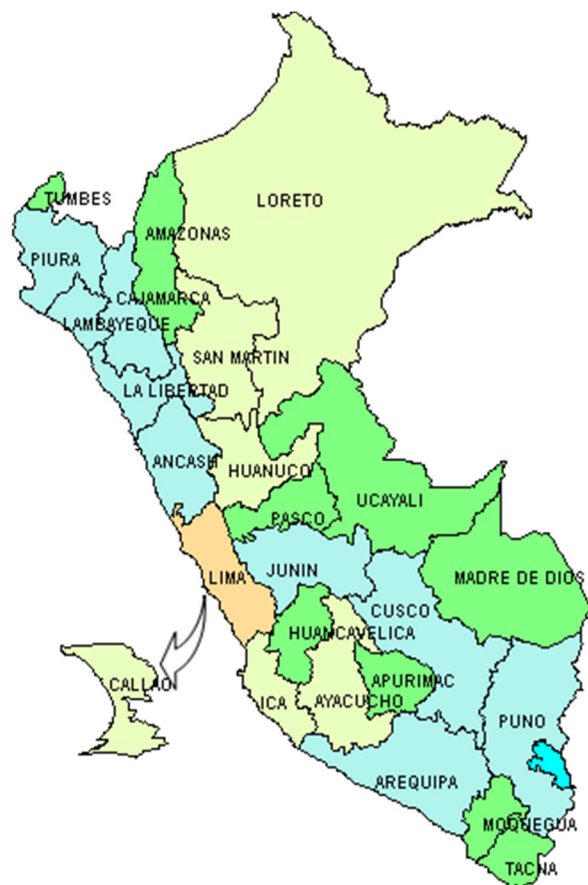 LORETO
TUMBES
AMAZONAS
PIURA
CAJAMARCA
LAMBAYEQUE
SAN MARTIN
LA LIBERTAD
ANCASH
HUANUCO
UCAYALI
PASCO
LIMA
JUNIN
MADRE DE DIOS
CUSCO
HUANCAVELICA
CALLAO
APURIMAC
ICA
AYACUCHO
PUNO
AREQUIPA
MOQUEGUA
TACNA